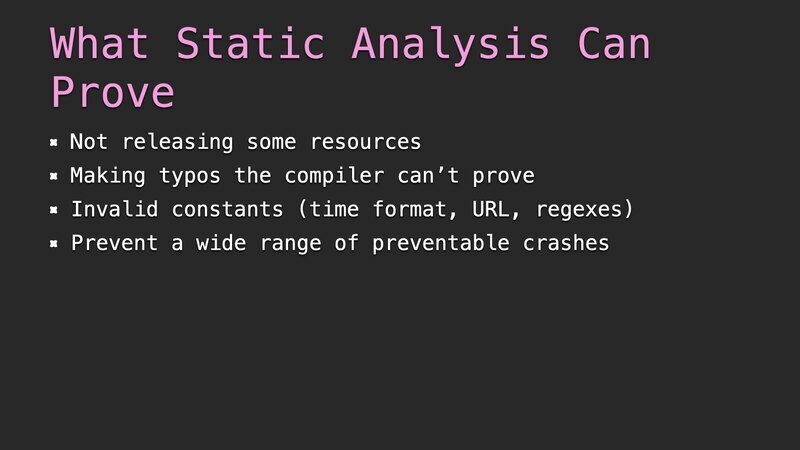 What Static Analysis Can
Prove
Not releasing some resources
Making typos the compiler can’t prove
Invalid constants (time format, URL, regexes)
Prevent a wide range of preventable crashes